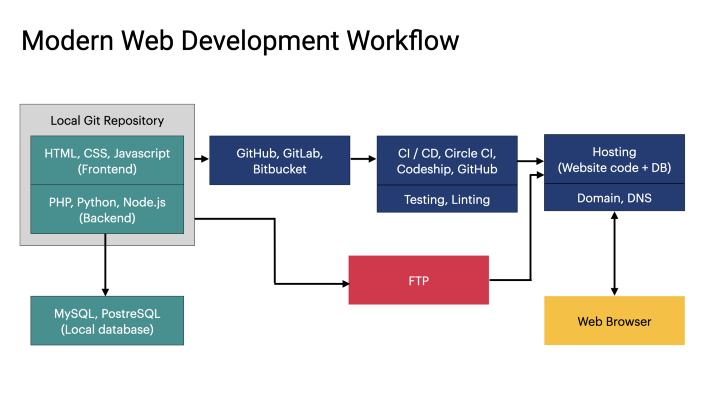 Modern Web Development Workflow
Local Git Repository
HTML, CSS, Javascript
(Frontend)
PHP, Python, Node.js
(Backend)
GitHub, GitLab,
Bitbucket
CI / CD, Circle CI,
Codeship, GitHub
Testing, Linting
Hosting
(Website code + DB)
Domain, DNS
FTP
MySQL, PostreSQL
(Local database)
Web Browser